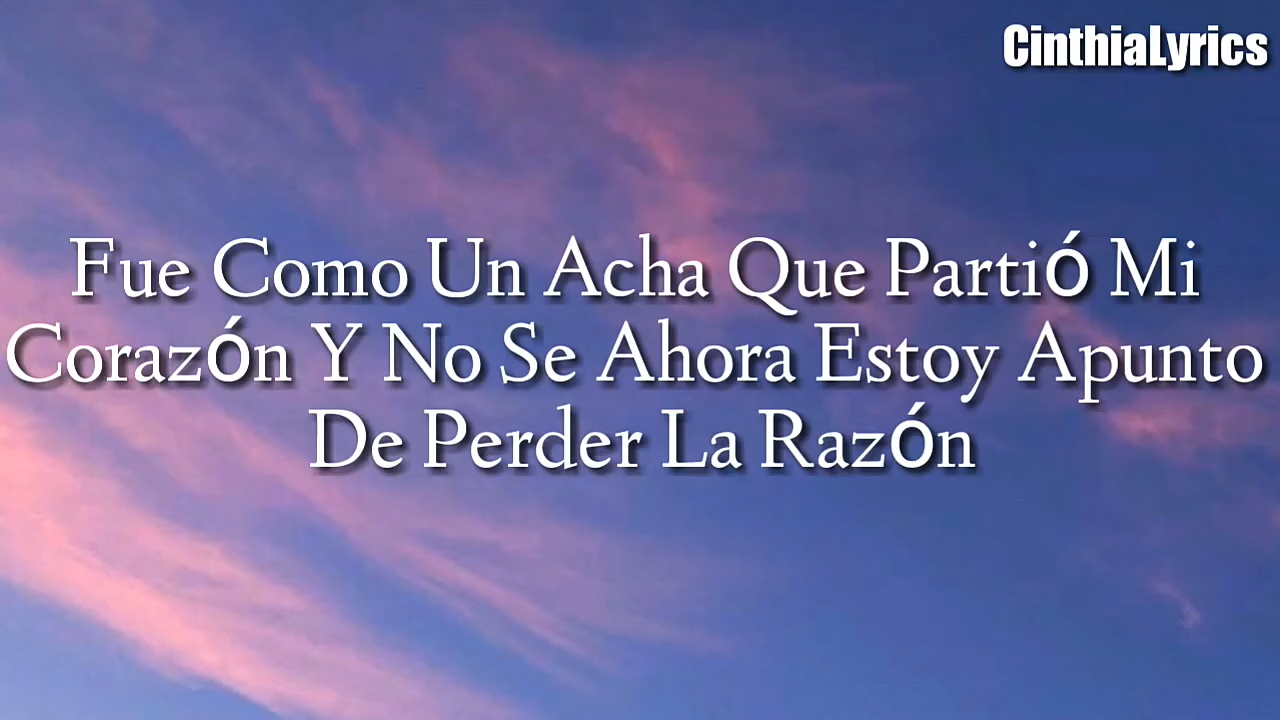 CinthiaLyrics
Fue Como Un Acha Que Partió Mi
Corazón Y No Se Ahora Estoy Apunto
De Perder La Razón